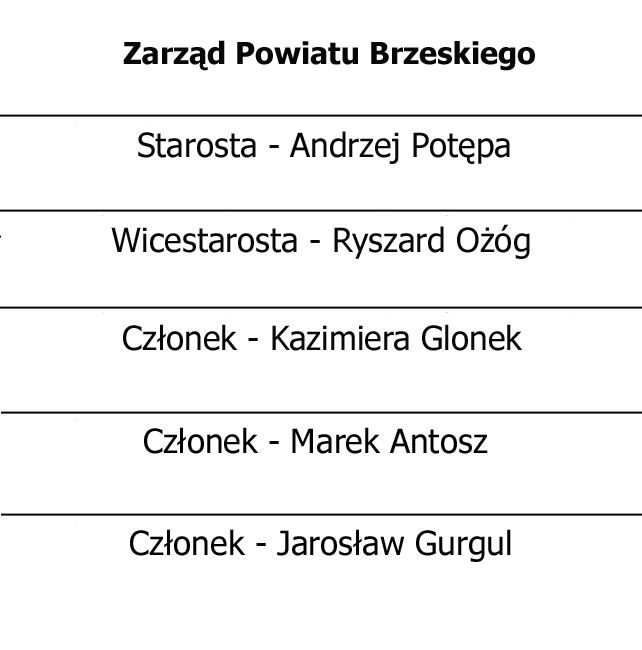 Zarząd Powiatu Brzeskiego
Starosta - Andrzej Potępa
Wicestarosta - Ryszard Ożóg
Członek - Kazimiera Glonek
Członek - Marek Antosz
Członek - Jarosław Gurgul